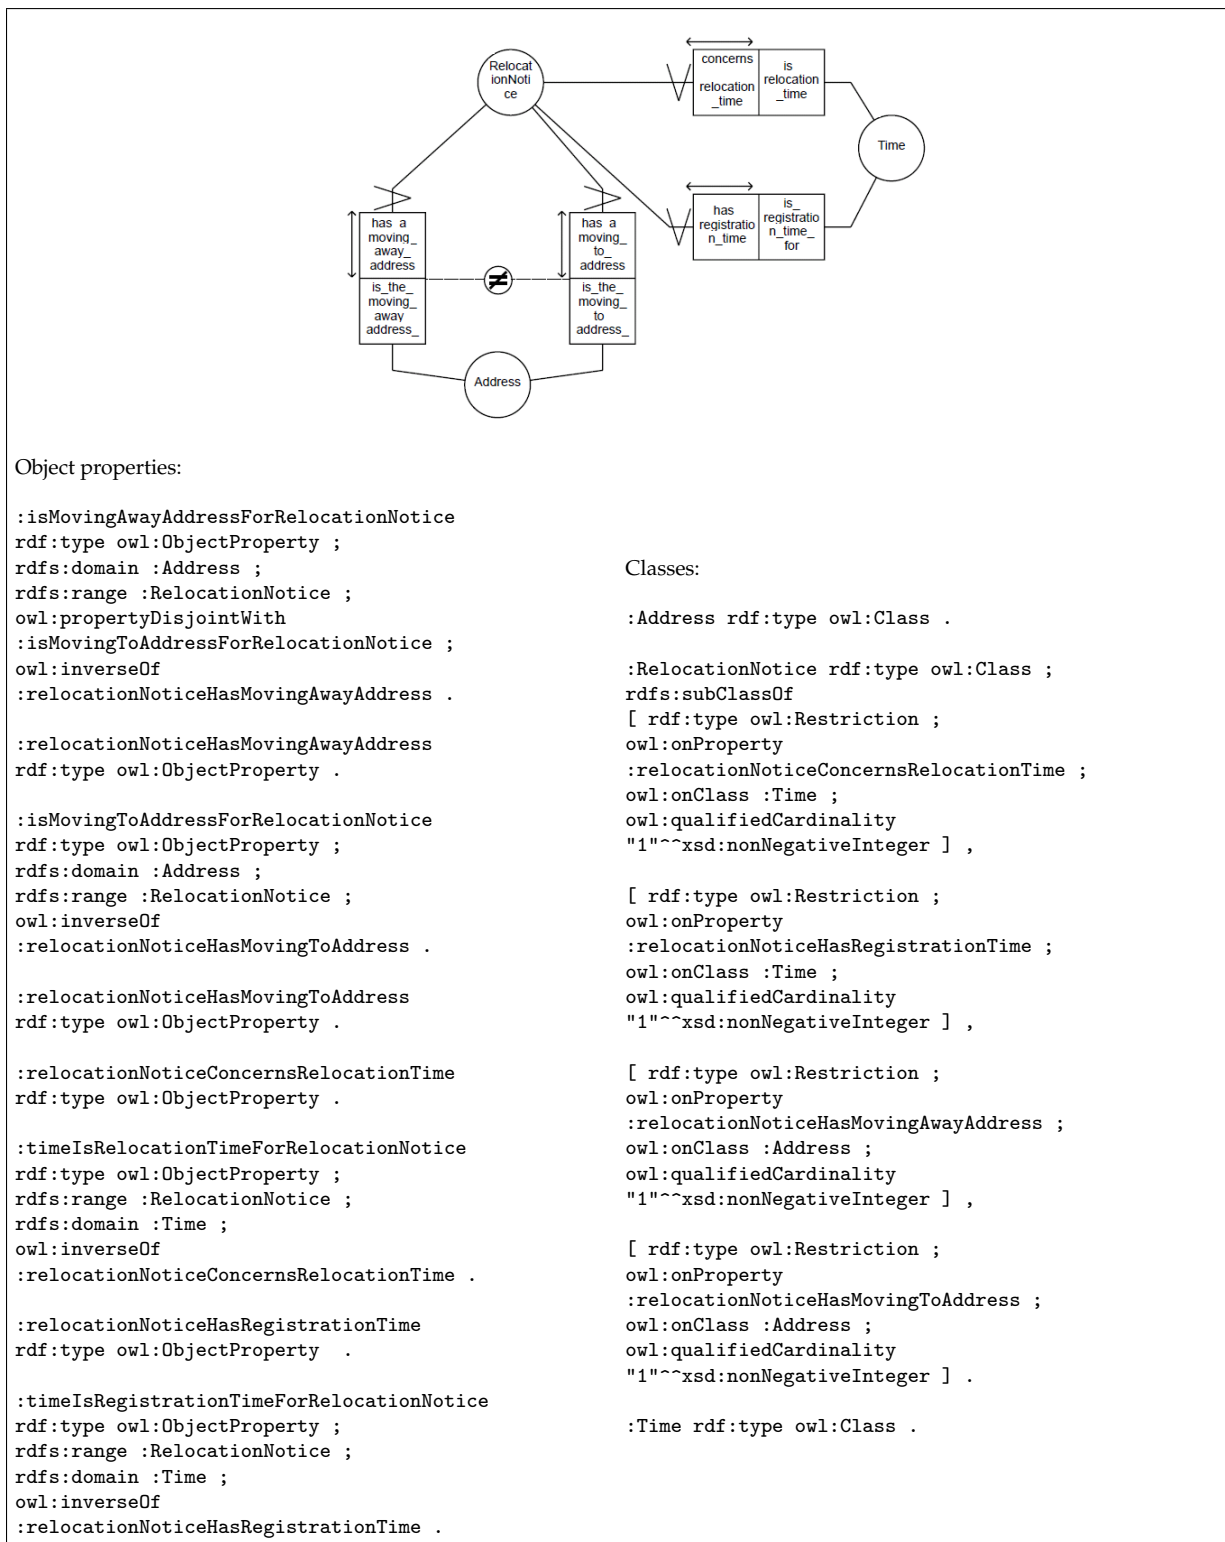 Relocat
ionNoti
ce
concerns
relocation
_time
is
relocation
_time
Time
has
registratio
n_time
is_
registratio
n_time_
for
has a
moving_
away_
address
is_the_
moving_
away
address_
≠
has a
moving_
to_
address
is_the_
moving_
to
address_
Address
Object properties:
:isMovingAwayAddressForRelocationNotice
rdf:type owl:ObjectProperty ;
rdfs:domain :Address ;
rdfs:range :RelocationNotice ;
owl:propertyDisjointWith
:isMovingToAddressForRelocationNotice ;
owl:inverseOf
:relocationNoticeHasMovingAwayAddress .
:relocationNoticeHasMovingAwayAddress
rdf:type owl:ObjectProperty .
:isMovingToAddressForRelocationNotice
rdf:type owl:ObjectProperty ;
rdfs:domain :Address ;
rdfs:range :RelocationNotice ;
owl:inverseOf
:relocationNoticeHasMovingToAddress .
:relocationNoticeHasMovingToAddress
rdf:type owl:ObjectProperty .
:relocationNoticeConcernsRelocationTime
rdf:type owl:ObjectProperty .
:timeIsRelocationTimeForRelocationNotice
rdf:type owl:ObjectProperty ;
rdfs:range :RelocationNotice ;
rdfs:domain :Time ;
owl:inverseOf
:relocationNoticeConcernsRelocationTime .
:relocationNoticeHasRegistrationTime
rdf:type owl:ObjectProperty  .
:timeIsRegistrationTimeForRelocationNotice
rdf:type owl:ObjectProperty ;
rdfs:range :RelocationNotice ;
rdfs:domain :Time ;
owl:inverseOf
:relocationNoticeHasRegistrationTime .
Classes:
:Address rdf:type owl:Class .
:RelocationNotice rdf:type owl:Class ;
rdfs:subClassOf
[ rdf:type owl:Restriction ;
owl:onProperty
:relocationNoticeConcernsRelocationTime ;
owl:onClass :Time ;
owl:qualifiedCardinality
"1"^^xsd:nonNegativeInteger ] ,
[ rdf:type owl:Restriction ;
owl:onProperty
:relocationNoticeHasRegistrationTime ;
owl:onClass :Time ;
owl:qualifiedCardinality
"1"^^xsd:nonNegativeInteger ] ,
[ rdf:type owl:Restriction ;
owl:onProperty
:relocationNoticeHasMovingAwayAddress ;
owl:onClass :Address ;
owl:qualifiedCardinality
"1"^^xsd:nonNegativeInteger ] ,
[ rdf:type owl:Restriction ;
owl:onProperty
:relocationNoticeHasMovingToAddress ;
owl:onClass :Address ;
owl:qualifiedCardinality
"1"^^xsd:nonNegativeInteger ] .
:Time rdf:type owl:Class .